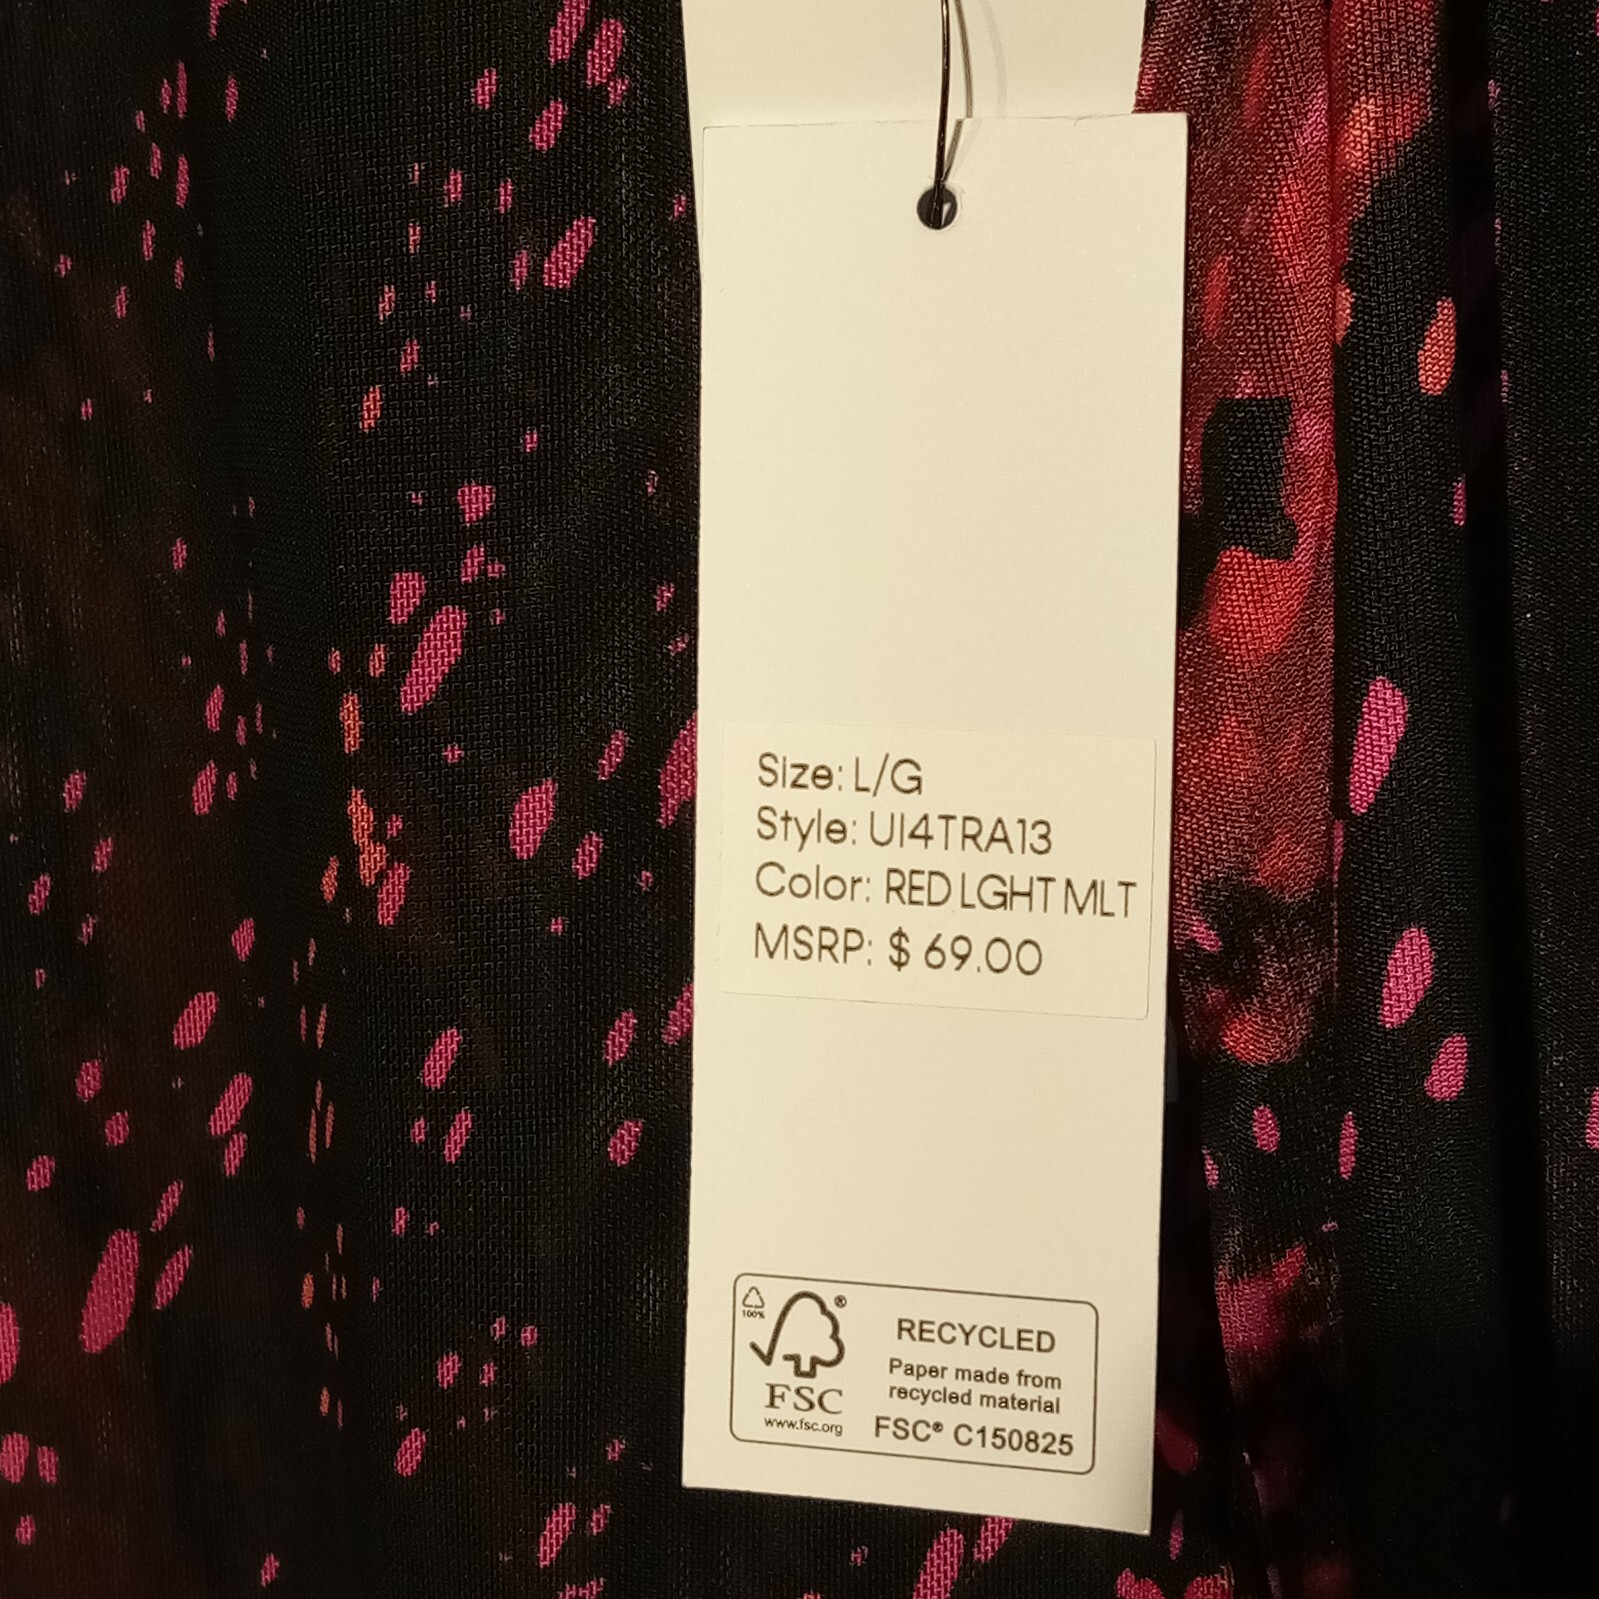 Size: L/G
Style: UI4TRA13
Color: RED LGHT MLT
MSRP: $ 69.00
100%
®
FSC
www.fsc.org
RECYCLED
Paper made from
recycled material
FSC® C150825